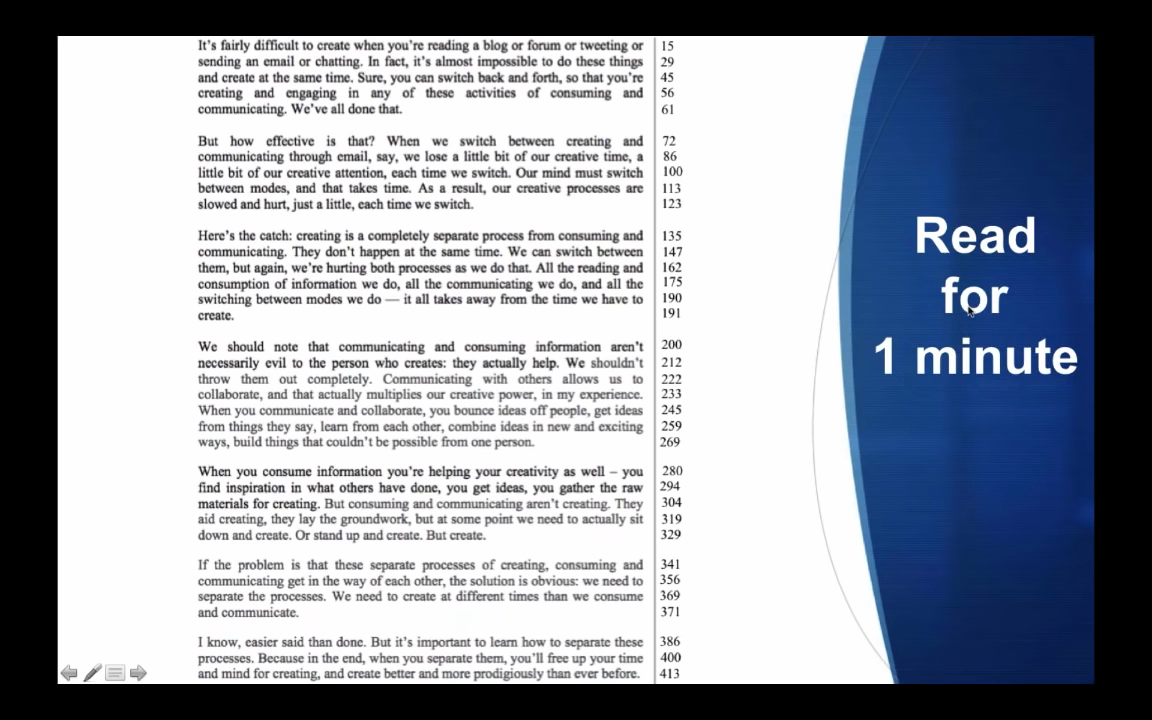 It's fairly difficult to create when you're reading a blog or forum or tweeting or 15
sending an email or chatting. In fact, it's almost impossible to do these things 29
and create at the same time. Sure, you can switch back and forth, so that you're 45
creating and engaging in any of these activities of consuming and 56
communicating. We've all done that. 61
But how effective is that? When we switch between creating and 72
communicating through email, say, we lose a little bit of our creative time, a 86
little bit of our creative attention, each time we switch. Our mind must switch 100
between modes, and that takes time. As a result, our creative processes are 113
slowed and hurt, just a little, each time we switch. 123
Here's the catch: creating is a completely separate process from consuming and 135
communicating. They don't happen at the same time. We can switch between 147
them, but again, we're hurting both processes as we do that. All the reading and 162
consumption of information we do, all the communicating we do, and all the 175
switching between modes we do — it all takes away from the time we have to 190
create. 191
We should note that communicating and consuming information aren't 200
necessarily evil to the person who creates: they actually help. We shouldn't 212
throw them out completely. Communicating with others allows us to 222
collaborate, and that actually multiplies our creative power, in my experience. 233
When you communicate and collaborate, you bounce ideas off people, get ideas 245
from things they say, learn from each other, combine ideas in new and exciting 259
ways, build things that couldn't be possible from one person. 269
When you consume information you're helping your creativity as well – you 280
find inspiration in what others have done, you get ideas, you gather the raw 294
materials for creating. But consuming and communicating aren't creating. They 304
aid creating, they lay the groundwork, but at some point we need to actually sit 319
down and create. Or stand up and create. But create. 329
If the problem is that these separate processes of creating, consuming and 341
communicating get in the way of each other, the solution is obvious: we need to 356
separate the processes. We need to create at different times than we consume 369
and communicate. 371
I know, easier said than done. But it's important to learn how to separate these 386
processes. Because in the end, when you separate them, you'll free up your time 400
and mind for creating, and create better and more prodigiously than ever before. 413
Read
for
1 minute